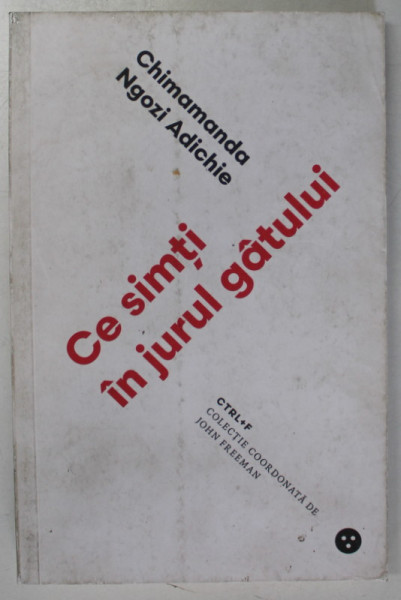 Chimamanda
Ngozi Adichie
Ce simți
în jurul gâtului
CTRL+F
COLECȚIE COORDONATĂ DE
JOHN FREEMAN